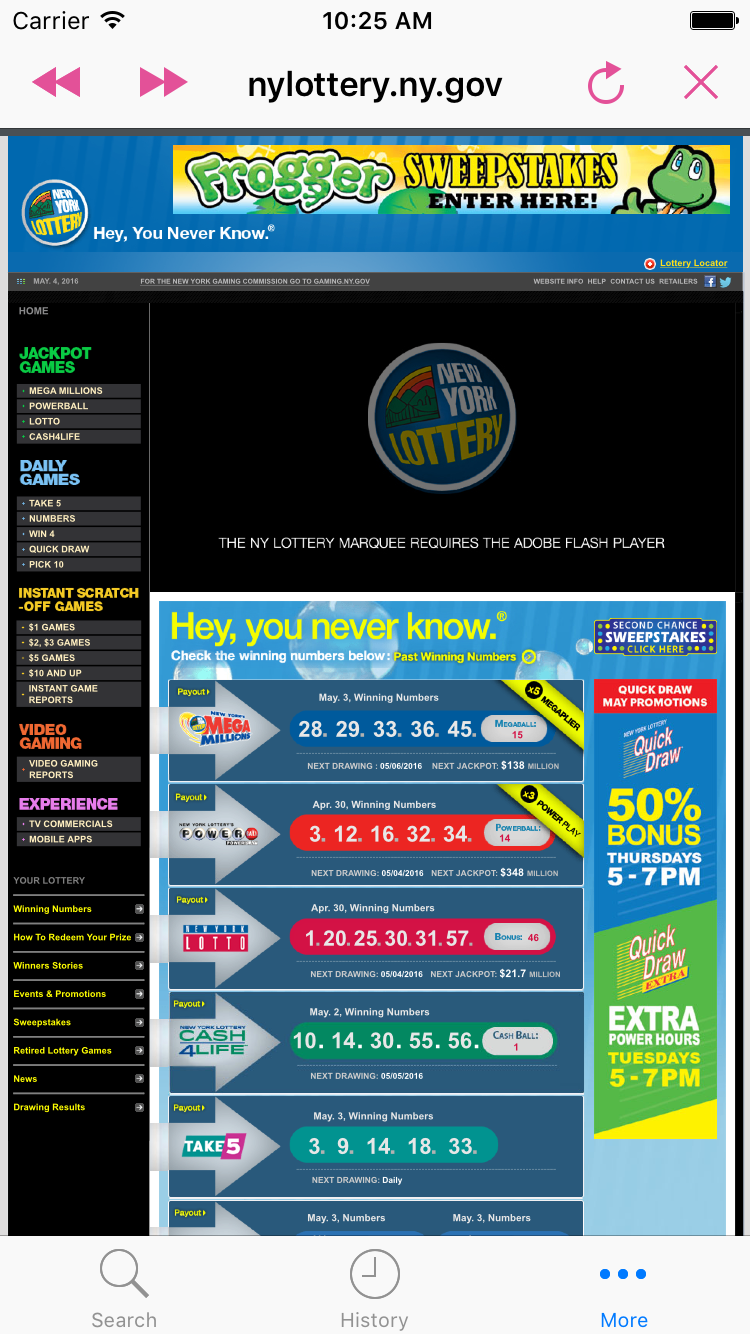 Carrier 10:25 AM
nylottery.ny.gov
Frogger SWEEPSTAKES
ENTER HERE!
NEW YORK LOTTERY
Hey, You Never Know.®
Lottery Locator
MAY. 4, 2016 FOR THE NEW YORK GAMING COMMISSION GO TO GAMING.NY.GOV WEBSITE INFO HELP CONTACT US RETAILERS
HOME
JACKPOT
GAMES
MEGA MILLIONS
POWERBALL
LOTTO
CASH4LIFE
DAILY
GAMES
TAKE 5
NUMBERS
WIN 4
QUICK DRAW
PICK 10
INSTANT SCRATCH
-OFF GAMES
$1 GAMES
$2, $3 GAMES
$5 GAMES
$10 AND UP
INSTANT GAME
REPORTS
VIDEO
GAMING
VIDEO GAMING
REPORTS
EXPERIENCE
TV COMMERCIALS
MOBILE APPS
YOUR LOTTERY
Winning Numbers
How To Redeem Your Prize
Winners Stories
Events & Promotions
Sweepstakes
Retired Lottery Games
News
Drawing Results
NEW
YORK
LOTTERY
THE NY LOTTERY MARQUEE REQUIRES THE ADOBE FLASH PLAYER
Hey, you never know.®
Check the winning numbers below: Past Winning Numbers
SECOND CHANCE
SWEEPSTAKES
CLICK HERE
Payout
NEW YORK'S
MEGA
MILLIONS
May. 3, Winning Numbers
x5 MEGAPLIER
28. 29. 33. 36. 45. MEGABALL:
15
NEXT DRAWING : 05/06/2016 NEXT JACKPOT: $138 MILLION
Payout
NEW YORK LOTTERY'S
POWERBALL
POWER PLAY
Apr. 30, Winning Numbers
x3 POWER PLAY
3. 12. 16. 32. 34. POWERBALL:
14
NEXT DRAWING: 05/04/2016 NEXT JACKPOT: $348 MILLION
Payout
NEW YORK
LOTTO
Apr. 30, Winning Numbers
1. 20. 25. 30. 31. 57. BONUS: 46
NEXT DRAWING: 05/04/2016 NEXT JACKPOT: $21.7 MILLION
Payout
NEW YORK LOTTERY
CASH
4LIFE
May. 2, Winning Numbers
10. 14. 30. 55. 56. CASH BALL:
1
NEXT DRAWING: 05/05/2016
Payout
TAKE 5
May. 3, Winning Numbers
3. 9. 14. 18. 33.
NEXT DRAWING: Daily
Payout
May. 3, Numbers May. 3, Numbers
QUICK DRAW
MAY PROMOTIONS
NEW YORK LOTTERY
Quick
Draw
50%
BONUS
THURSDAYS
5 - 7 PM
Quick
Draw
EXTRA
EXTRA
POWER HOURS
TUESDAYS
5 - 7 PM
Search History More